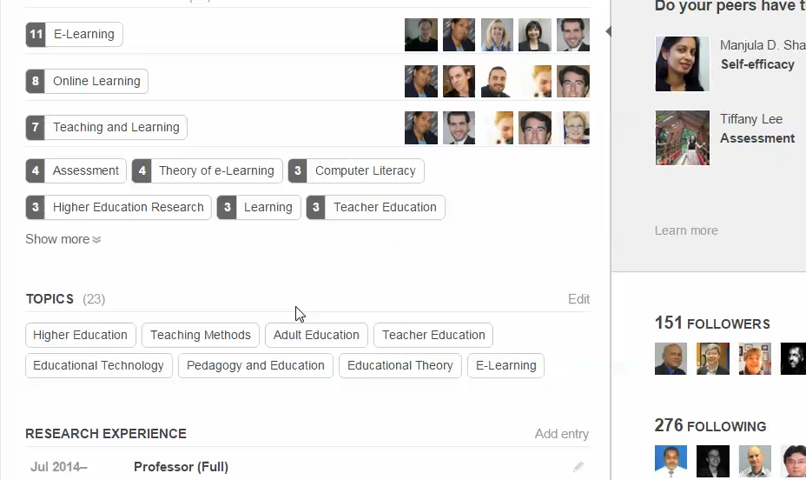 Do your peers have t
11 E-Learning
Manjula D. Sha
Self-efficacy
8 Online Learning
Tiffany Lee
Assessment
7 Teaching and Learning
4 Assessment 4 Theory of e-Learning 3 Computer Literacy
3 Higher Education Research 3 Learning 3 Teacher Education
Show more
Learn more
TOPICS (23) Edit
Higher Education Teaching Methods Adult Education Teacher Education
Educational Technology Pedagogy and Education Educational Theory E-Learning
151 FOLLOWERS
276 FOLLOWING
RESEARCH EXPERIENCE Add entry
Jul 2014– Professor (Full)